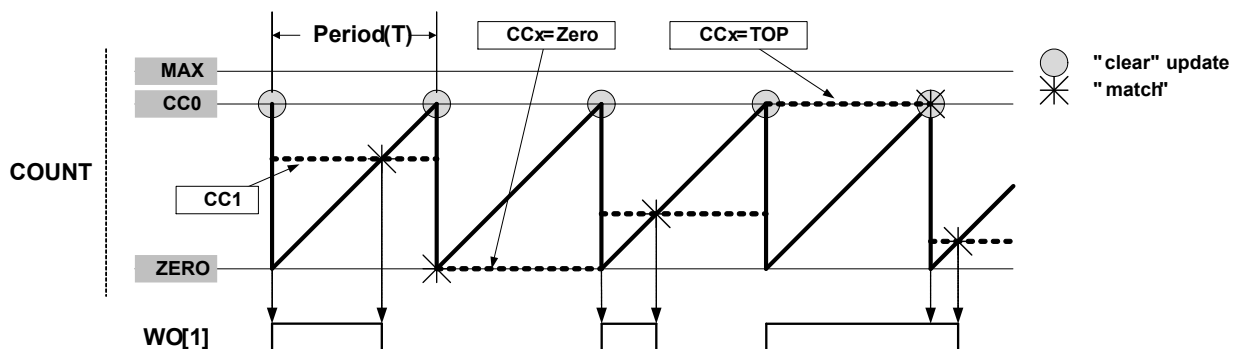 Period(T)
CCx=Zero
CCx=TOP
"clear" update
"match"
MAX
CC0
COUNT
CC1
ZERO
WO[1]